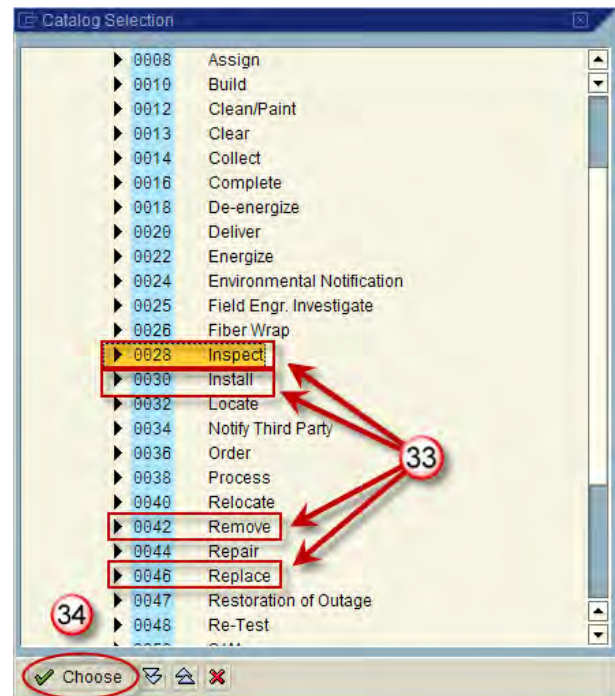 Catalog Selection
0008 Assign
0010 Build
0012 Clean/Paint
0013 Clear
0014 Collect
0016 Complete
0018 De-energize
0020 Deliver
0022 Energize
0024 Environmental Notification
0025 Field Engr. Investigate
0026 Fiber Wrap
0028 Inspect
0030 Install
0032 Locate
0034 Notify Third Party
0036 Order
0038 Process
0040 Relocate
0042 Remove
0044 Repair
0046 Replace
0047 Restoration of Outage
0048 Re-Test
33
34
Choose